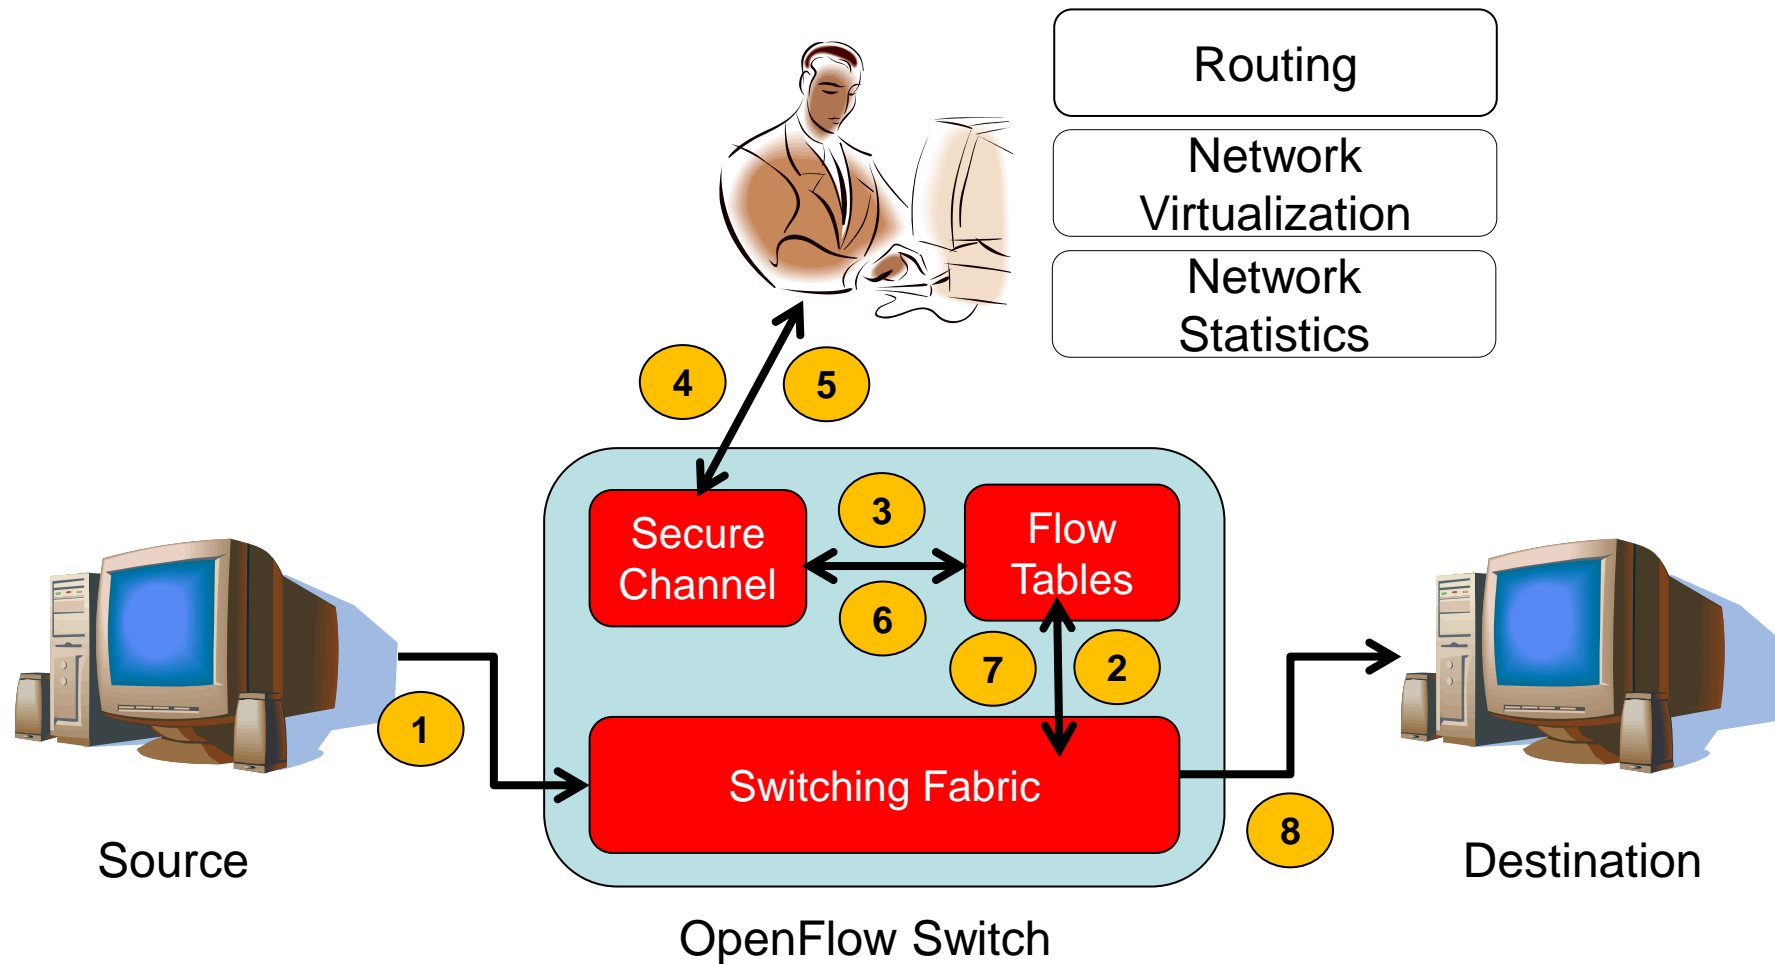 Routing
Network
Virtualization
Network
Statistics
4
5
3
Secure
Channel
Flow
Tables
6
7
2
1
Switching Fabric
8
Source
Destination
OpenFlow Switch